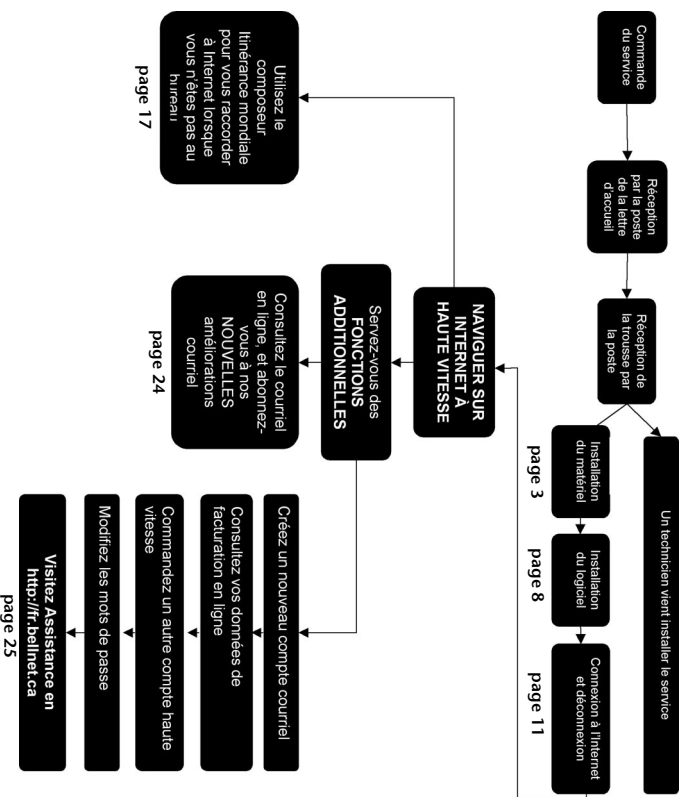 Commande
du service
Réception
par la poste
de la lettre
d'accueil
Réception de
la trousse par
la poste
Un technicien vient installer le service
Installation
du matériel
page 3
Installation
du logiciel
page 8
Connexion à l'Internet
et déconnexion
page 11
NAVIGUER SUR
INTERNET À
HAUTE VITESSE
Servez-vous des
FONCTIONS
ADDITIONNELLES
Utilisez le
composeur
Itinérance mondiale
pour vous raccorder
à Internet lorsque
vous n'êtes pas au
bureau
page 17
Consultez le courriel
en ligne, et abonnez-
vous à nos
NOUVELLES
améliorations
courriel
page 24
Créez un nouveau compte courriel
Consultez vos données de
facturation en ligne
Commandez un autre compte haute
vitesse
Modifiez les mots de passe
Visitez Assistance en
http://fr.bellnet.ca
page 25